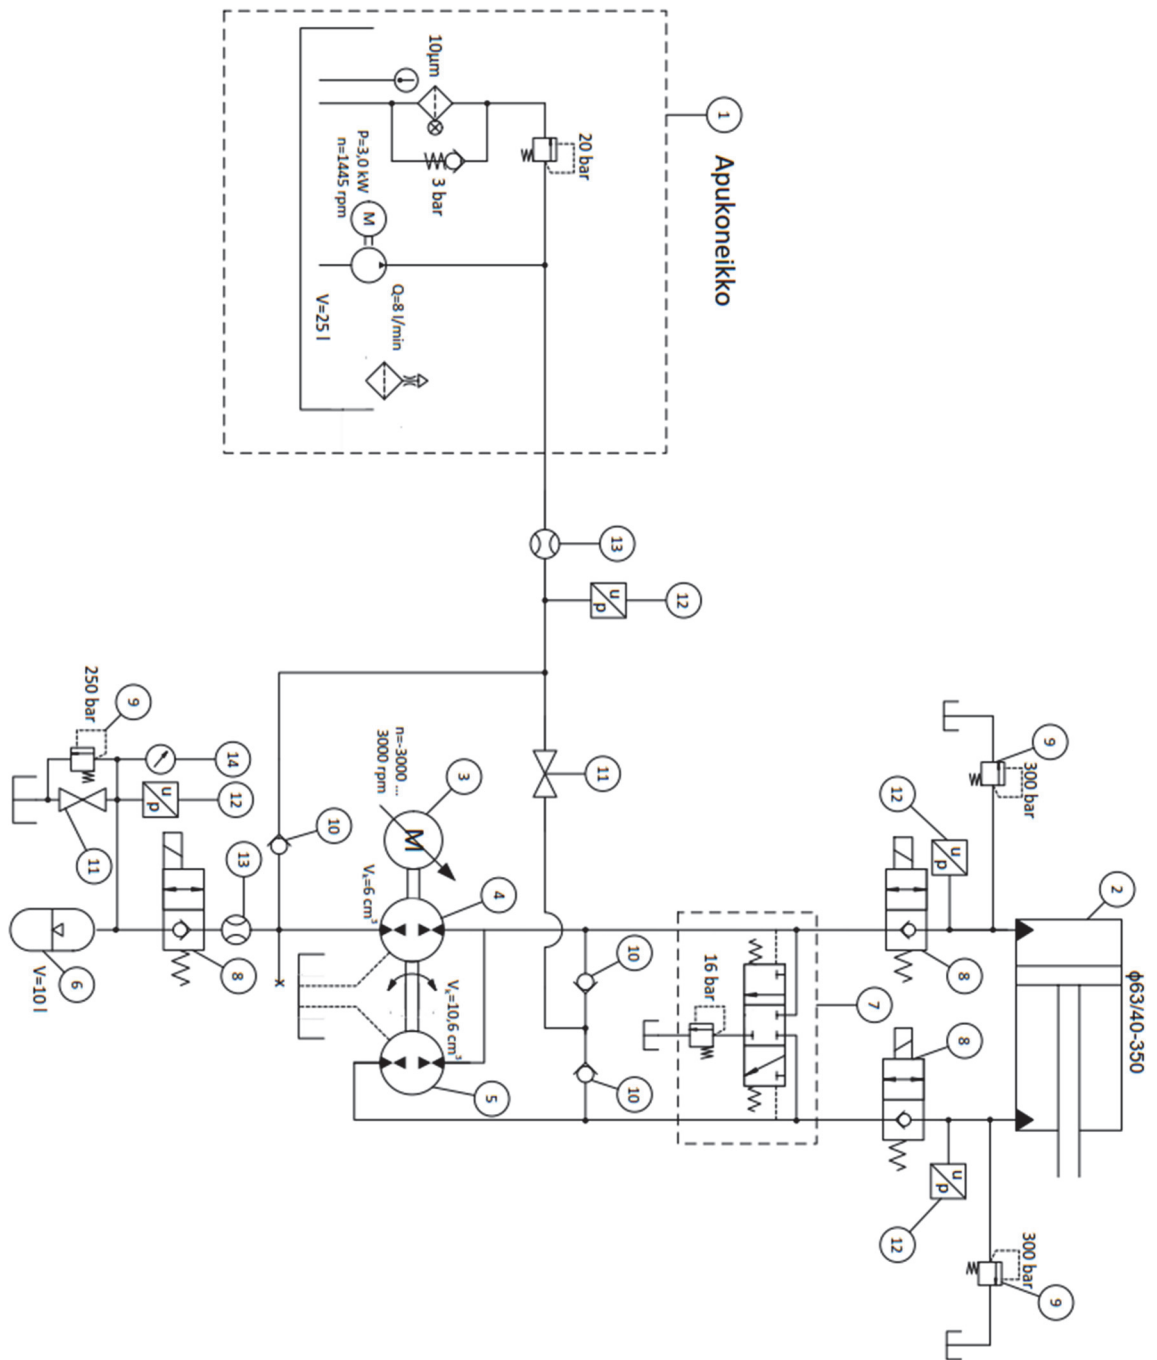 1
Apukoneikko
20 bar
10µm
3 bar
P=3,0 kW
n=1445 rpm
M
Q=8 l/min
V=25 l
13
12
u
p
11
2
ϕ63/40-350
9
300 bar
12
u
p
8
8
12
u
p
9
300 bar
7
16 bar
10
10
3
n=-3000 ...
3000 rpm
M
4
Vk=6 cm³
5
Vk=10,6 cm³
x
10
13
8
14
12
u
p
9
250 bar
11
6
V=10 l